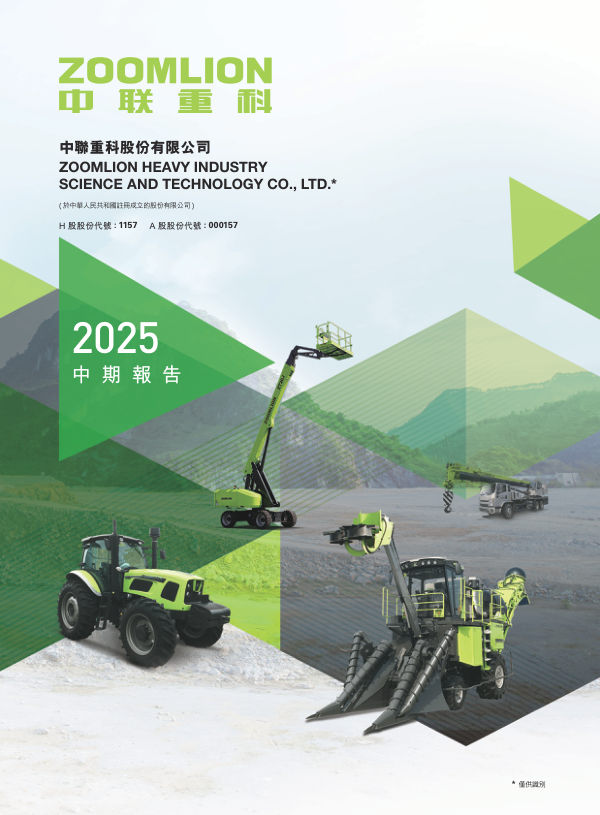 ZOOMLION
中联重科
中聯重科股份有限公司
ZOOMLION HEAVY INDUSTRY
SCIENCE AND TECHNOLOGY CO., LTD.*
(於中華人民共和國註冊成立的股份有限公司)
H 股股份代號：1157 A 股股份代號：000157
2025
中期報告
ZOOMLION
* 僅供識別